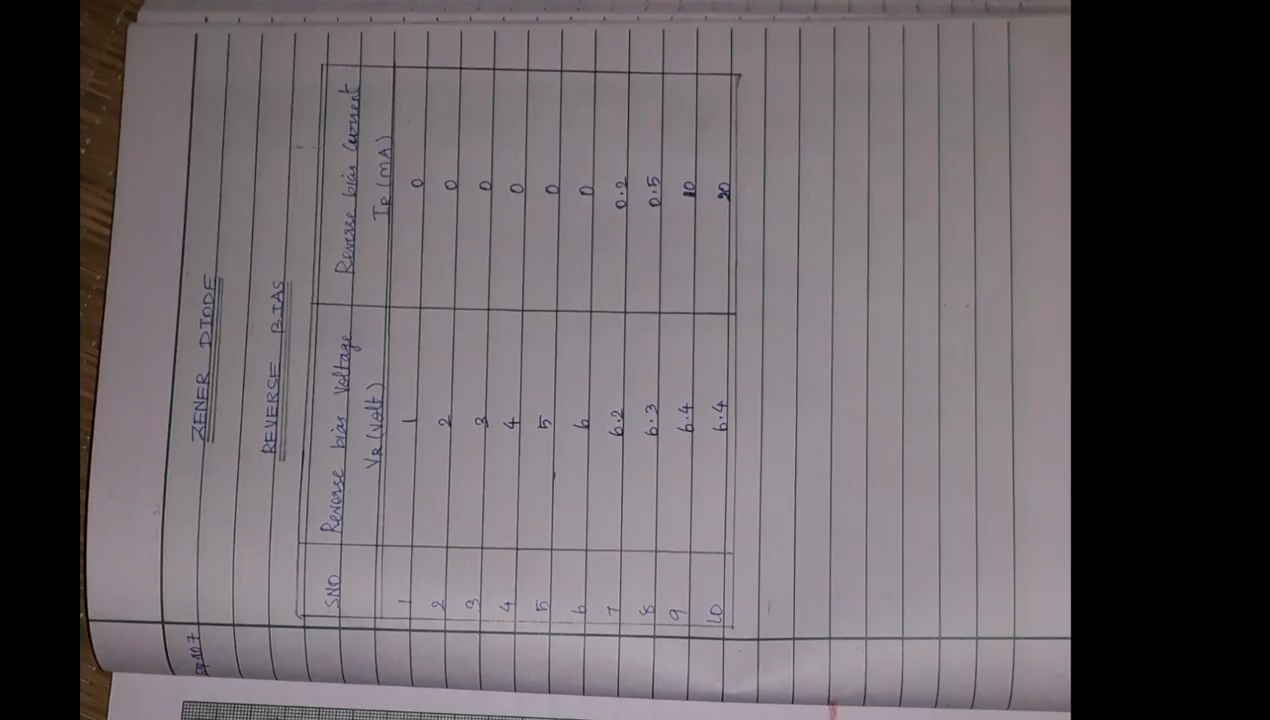 ZENER DIODE
REVERSE BIAS
SNO Reverse bias Voltage VR (Volt) Reverse bias Current IR (mA)
1 1 0
2 2 0
3 3 0
4 4 0
5 5 0
6 6 0
7 6.2 0.2
8 6.3 0.5
9 6.4 10
10 6.4 20